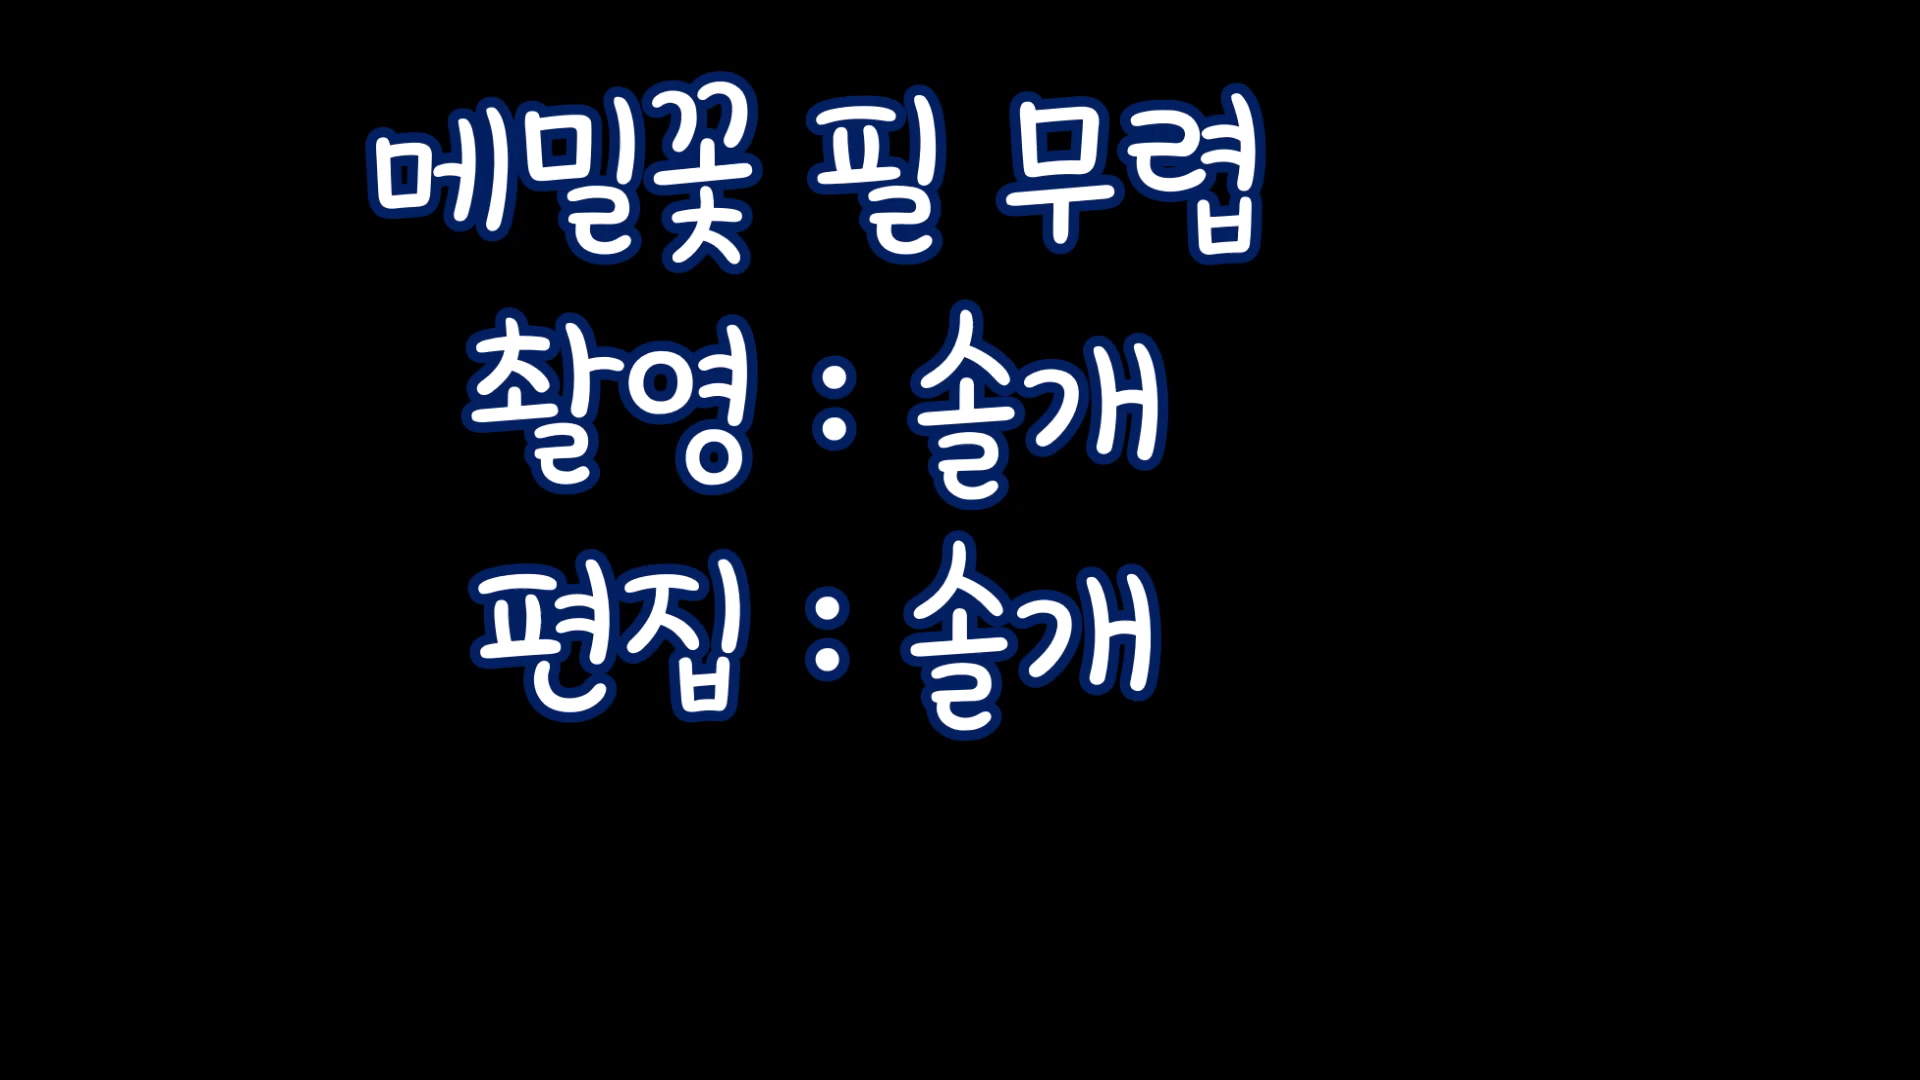 메밀꽃 필 무렵
촬영 : 솔개
편집 : 솔개